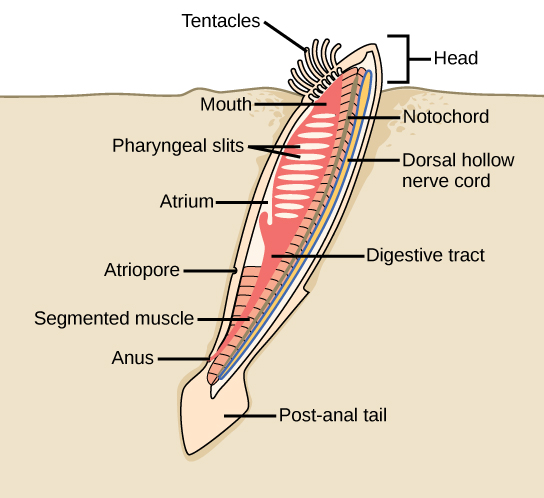 Tentacles
Head
Mouth
Notochord
Pharyngeal slits
Dorsal hollow
nerve cord
Atrium
Digestive tract
Atriopore
Segmented muscle
Anus
Post-anal tail